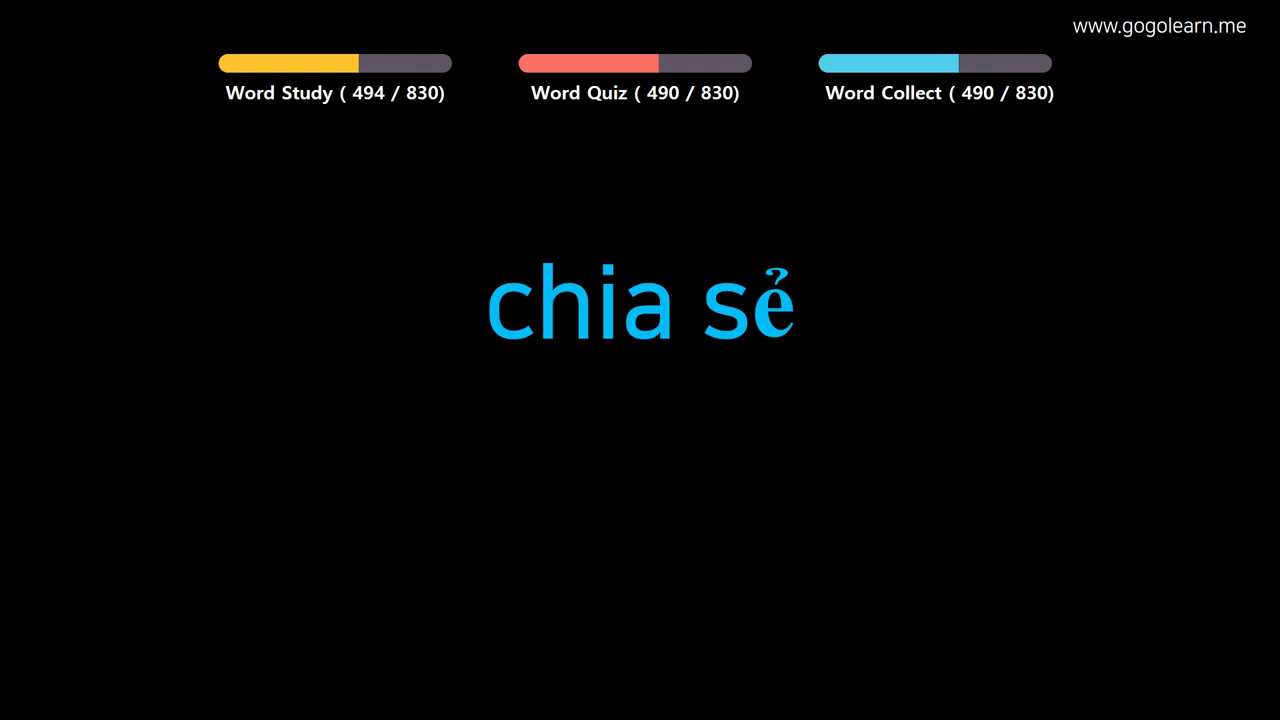 www.gogolearn.me
Word Study ( 494 / 830)
Word Quiz ( 490 / 830)
Word Collect ( 490 / 830)
chia sẻ